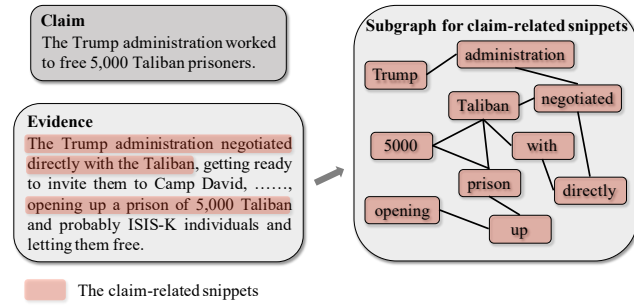 Claim
The Trump administration worked
to free 5,000 Taliban prisoners.
Evidence
The Trump administration negotiated
directly with the Taliban, getting ready
to invite them to Camp David, ……,
opening up a prison of 5,000 Taliban
and probably ISIS-K individuals and
letting them free.
The claim-related snippets
Subgraph for claim-related snippets
administration
Trump
Taliban
negotiated
5000
with
prison
directly
opening
up